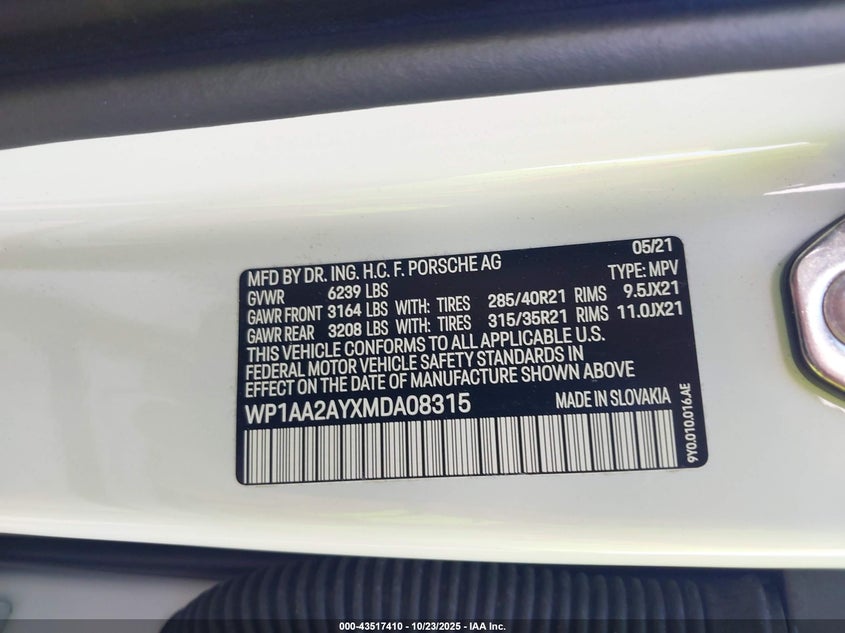 MFD BY DR. ING. H.C. F. PORSCHE AG 05/21
GVWR 6239 LBS TYPE: MPV
GAWR FRONT 3164 LBS WITH: TIRES 285/40R21 RIMS 9.5JX21
GAWR REAR 3208 LBS WITH: TIRES 315/35R21 RIMS 11.0JX21
THIS VEHICLE CONFORMS TO ALL APPLICABLE U.S.
FEDERAL MOTOR VEHICLE SAFETY STANDARDS IN
EFFECT ON THE DATE OF MANUFACTURE SHOWN ABOVE
WP1AA2AYXMDA08315 MADE IN SLOVAKIA
9Y0.010.016.AE
000-43517410 - 10/23/2025 - IAA Inc.